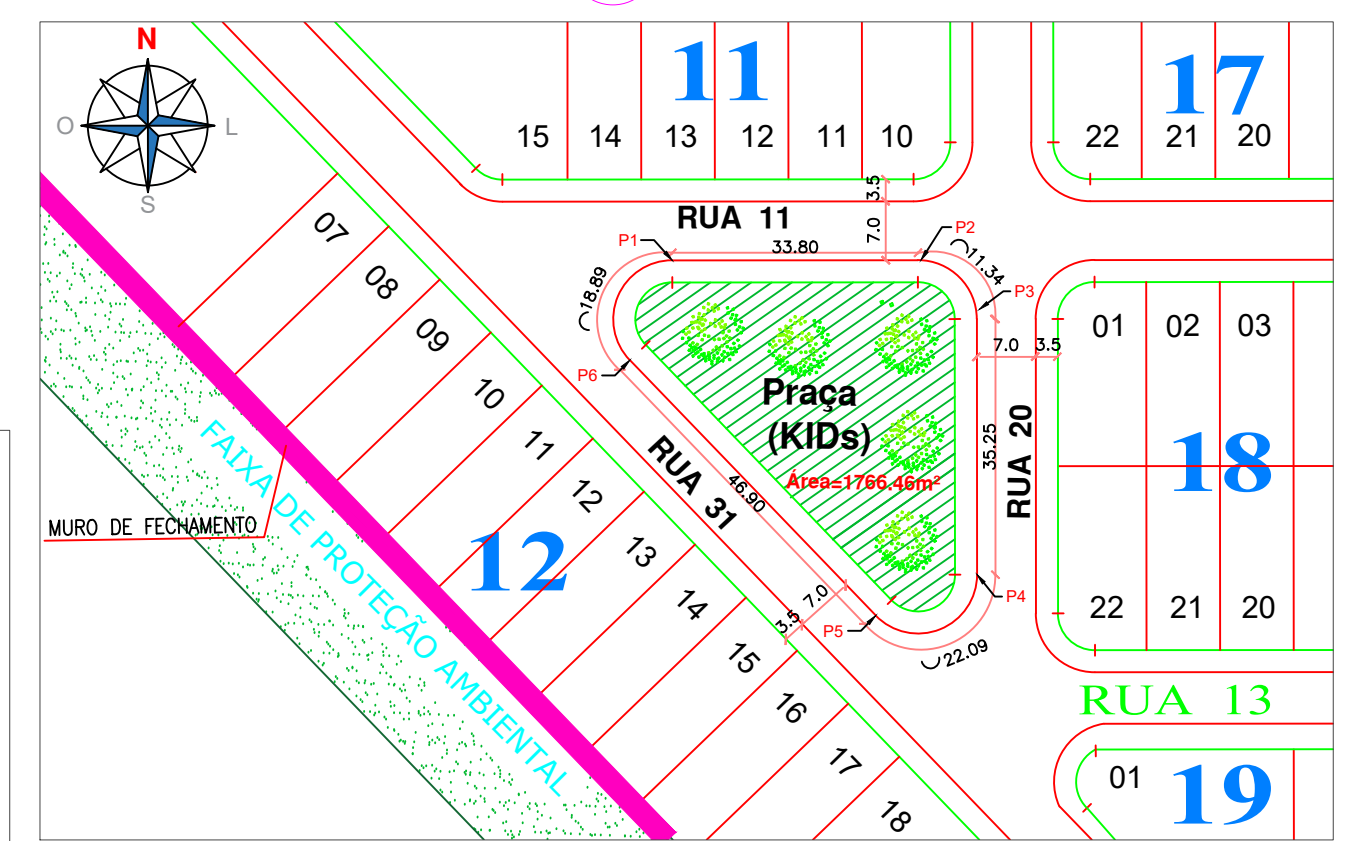 N
O
L
S
11
15
14
13
12
11
10
17
22
21
20
3.5
7.0
RUA 11
P1
33.80
P2
11.34
P3
18.89
P6
07
08
09
10
11
12
13
14
15
16
17
18
12
Praça
(KIDs)
Área=1766.46m²
7.0
3.5
35.25
RUA 20
RUA 31
46.90
7.0
3.5
P5
P4
22.09
01
02
03
18
22
21
20
RUA 13
01
19
FAIXA DE PROTEÇÃO AMBIENTAL
MURO DE FECHAMENTO